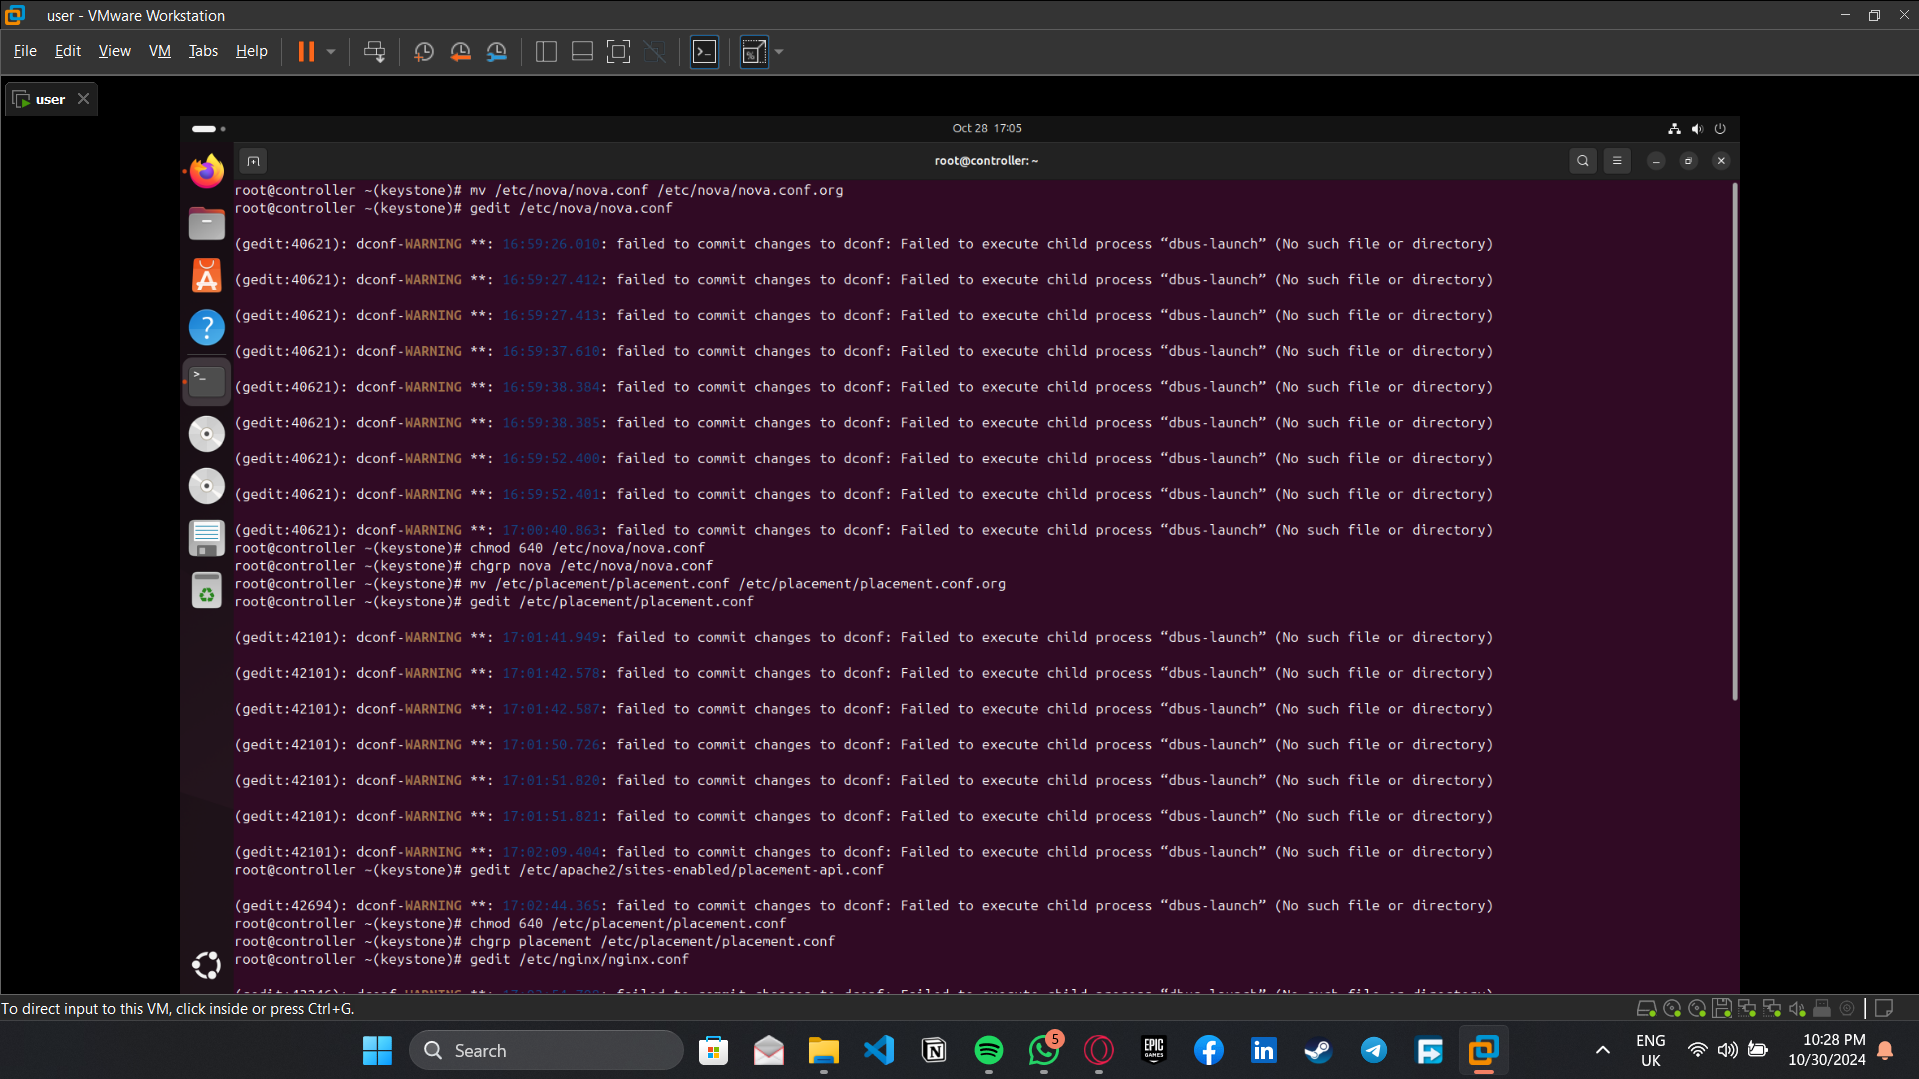 user - VMware Workstation
File Edit View VM Tabs Help
user
Oct 28 17:05
root@controller: ~
root@controller ~(keystone)# mv /etc/nova/nova.conf /etc/nova/nova.conf.org
root@controller ~(keystone)# gedit /etc/nova/nova.conf
(gedit:40621): dconf-WARNING **: 16:59:26.010: failed to commit changes to dconf: Failed to execute child process “dbus-launch” (No such file or directory)
(gedit:40621): dconf-WARNING **: 16:59:27.412: failed to commit changes to dconf: Failed to execute child process “dbus-launch” (No such file or directory)
(gedit:40621): dconf-WARNING **: 16:59:27.413: failed to commit changes to dconf: Failed to execute child process “dbus-launch” (No such file or directory)
(gedit:40621): dconf-WARNING **: 16:59:37.610: failed to commit changes to dconf: Failed to execute child process “dbus-launch” (No such file or directory)
(gedit:40621): dconf-WARNING **: 16:59:38.384: failed to commit changes to dconf: Failed to execute child process “dbus-launch” (No such file or directory)
(gedit:40621): dconf-WARNING **: 16:59:38.385: failed to commit changes to dconf: Failed to execute child process “dbus-launch” (No such file or directory)
(gedit:40621): dconf-WARNING **: 16:59:52.400: failed to commit changes to dconf: Failed to execute child process “dbus-launch” (No such file or directory)
(gedit:40621): dconf-WARNING **: 16:59:52.401: failed to commit changes to dconf: Failed to execute child process “dbus-launch” (No such file or directory)
(gedit:40621): dconf-WARNING **: 17:00:40.863: failed to commit changes to dconf: Failed to execute child process “dbus-launch” (No such file or directory)
root@controller ~(keystone)# chmod 640 /etc/nova/nova.conf
root@controller ~(keystone)# chgrp nova /etc/nova/nova.conf
root@controller ~(keystone)# mv /etc/placement/placement.conf /etc/placement/placement.conf.org
root@controller ~(keystone)# gedit /etc/placement/placement.conf
(gedit:42101): dconf-WARNING **: 17:01:41.949: failed to commit changes to dconf: Failed to execute child process “dbus-launch” (No such file or directory)
(gedit:42101): dconf-WARNING **: 17:01:42.578: failed to commit changes to dconf: Failed to execute child process “dbus-launch” (No such file or directory)
(gedit:42101): dconf-WARNING **: 17:01:42.587: failed to commit changes to dconf: Failed to execute child process “dbus-launch” (No such file or directory)
(gedit:42101): dconf-WARNING **: 17:01:50.726: failed to commit changes to dconf: Failed to execute child process “dbus-launch” (No such file or directory)
(gedit:42101): dconf-WARNING **: 17:01:51.820: failed to commit changes to dconf: Failed to execute child process “dbus-launch” (No such file or directory)
(gedit:42101): dconf-WARNING **: 17:01:51.821: failed to commit changes to dconf: Failed to execute child process “dbus-launch” (No such file or directory)
(gedit:42101): dconf-WARNING **: 17:02:09.404: failed to commit changes to dconf: Failed to execute child process “dbus-launch” (No such file or directory)
root@controller ~(keystone)# gedit /etc/apache2/sites-enabled/placement-api.conf
(gedit:42694): dconf-WARNING **: 17:02:44.365: failed to commit changes to dconf: Failed to execute child process “dbus-launch” (No such file or directory)
root@controller ~(keystone)# chmod 640 /etc/placement/placement.conf
root@controller ~(keystone)# chgrp placement /etc/placement/placement.conf
root@controller ~(keystone)# gedit /etc/nginx/nginx.conf
To direct input to this VM, click inside or press Ctrl+G.
Search
5
EPIC GAMES
ENG
UK
10:28 PM
10/30/2024